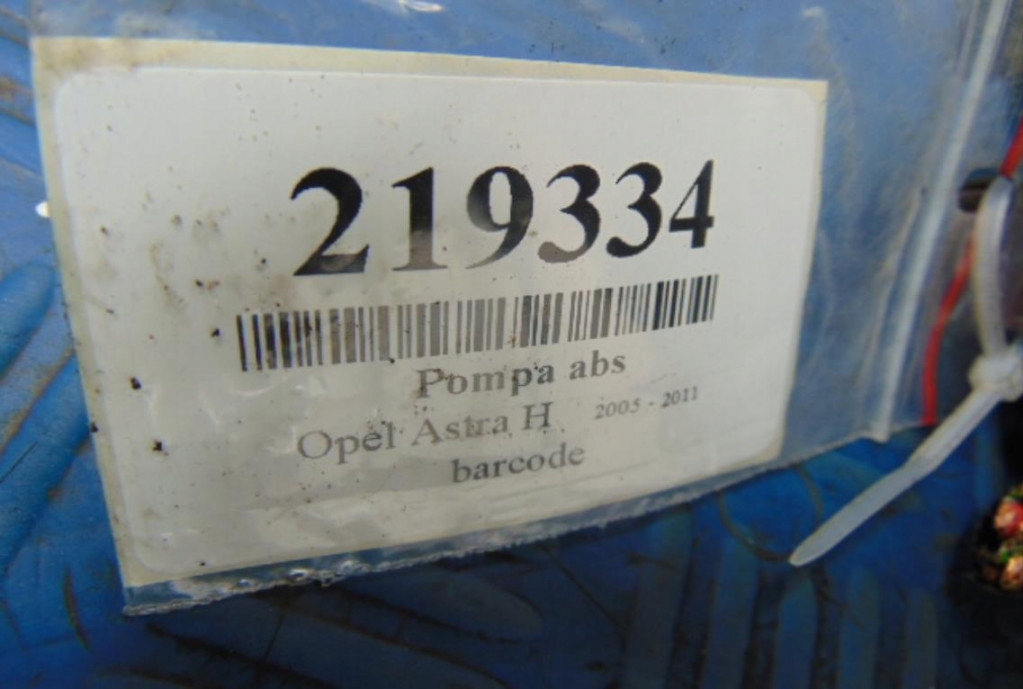 219334
Pompa abs
Opel Astra H 2005 - 2011
barcode